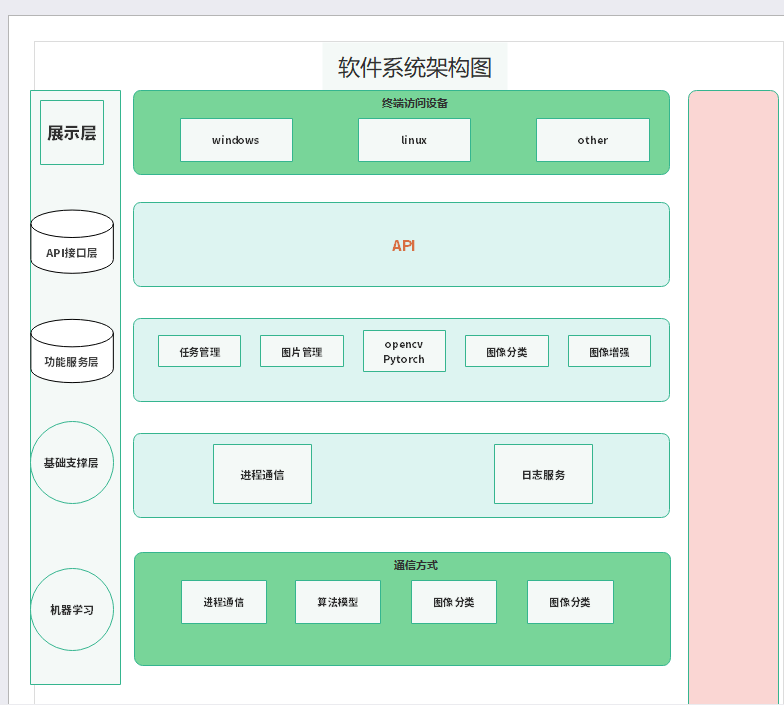 软件系统架构图
展示层
终端访问设备
windows
linux
other
API接口层
API
功能服务层
任务管理
图片管理
opencv
Pytorch
图像分类
图像增强
基础支撑层
进程通信
日志服务
机器学习
通信方式
进程通信
算法模型
图像分类
图像分类